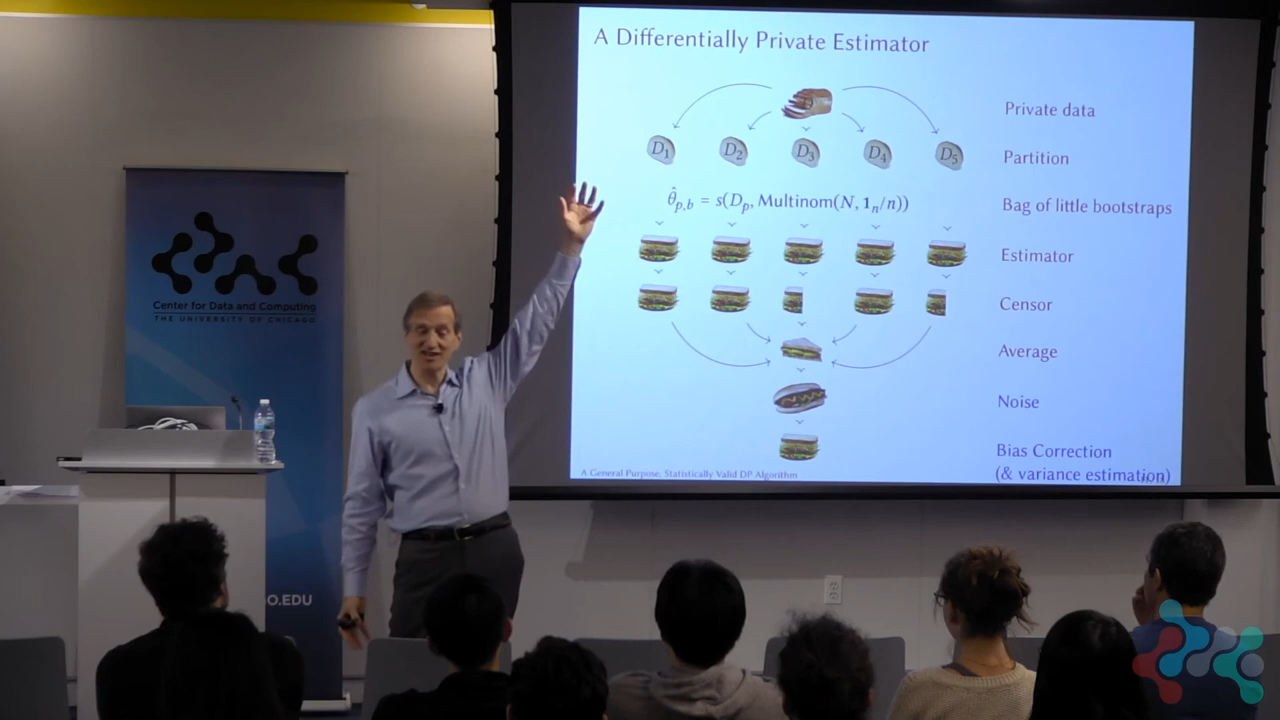 A Differentially Private Estimator
Private data
D1 D2 D3 D4 D5
Partition
θ̂p,b = s(Dp, Multinom(N, 1n/n))
Bag of little bootstraps
Estimator
Censor
Average
Noise
Bias Correction
(& variance estimation)
A General Purpose, Statistically Valid DP Algorithm
Center for Data and Computing
THE UNIVERSITY OF CHICAGO
O.EDU